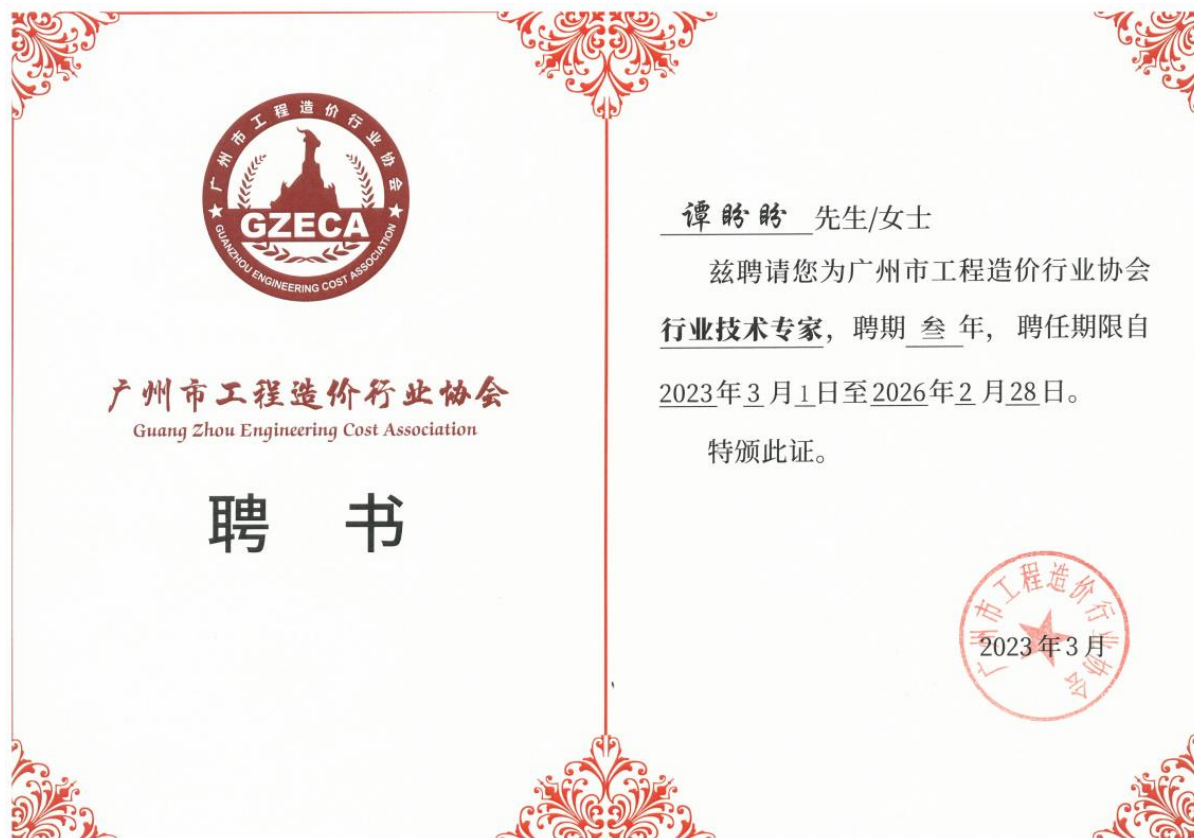 广州市工程造价行业协会
GZECA
GUANZHOU ENGINEERING COST ASSOCIATION
广州市工程造价行业协会
Guang Zhou Engineering Cost Association
聘 书
谭盼盼 先生/女士
兹聘请您为广州市工程造价行业协会
行业技术专家，聘期 叁 年，聘任期限自
2023年3月1日至2026年2月28日。
特颁此证。
广州市工程造价行业协会
2023年3月